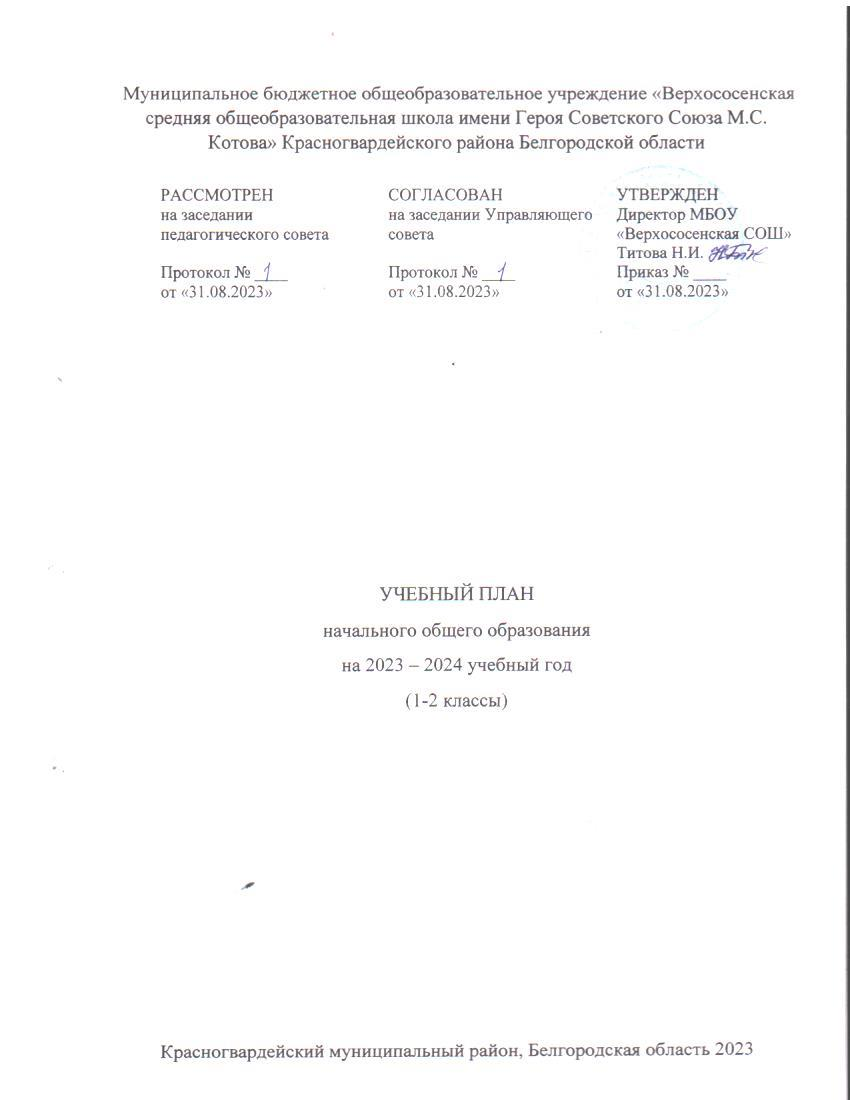 Муниципальное бюджетное общеобразовательное учреждение «Верхососенская
средняя общеобразовательная школа имени Героя Советского Союза М.С.
Котова» Красногвардейского района Белгородской области
РАССМОТРЕН
на заседании
педагогического совета
Протокол № 1
от «31.08.2023»
СОГЛАСОВАН
на заседании Управляющего
совета
Протокол № 1
от «31.08.2023»
УТВЕРЖДЕН
Директор МБОУ
«Верхососенская СОШ»
Титова Н.И.
Приказ № ____
от «31.08.2023»
УЧЕБНЫЙ ПЛАН
начального общего образования
на 2023 – 2024 учебный год
(1-2 классы)
Красногвардейский муниципальный район, Белгородская область 2023